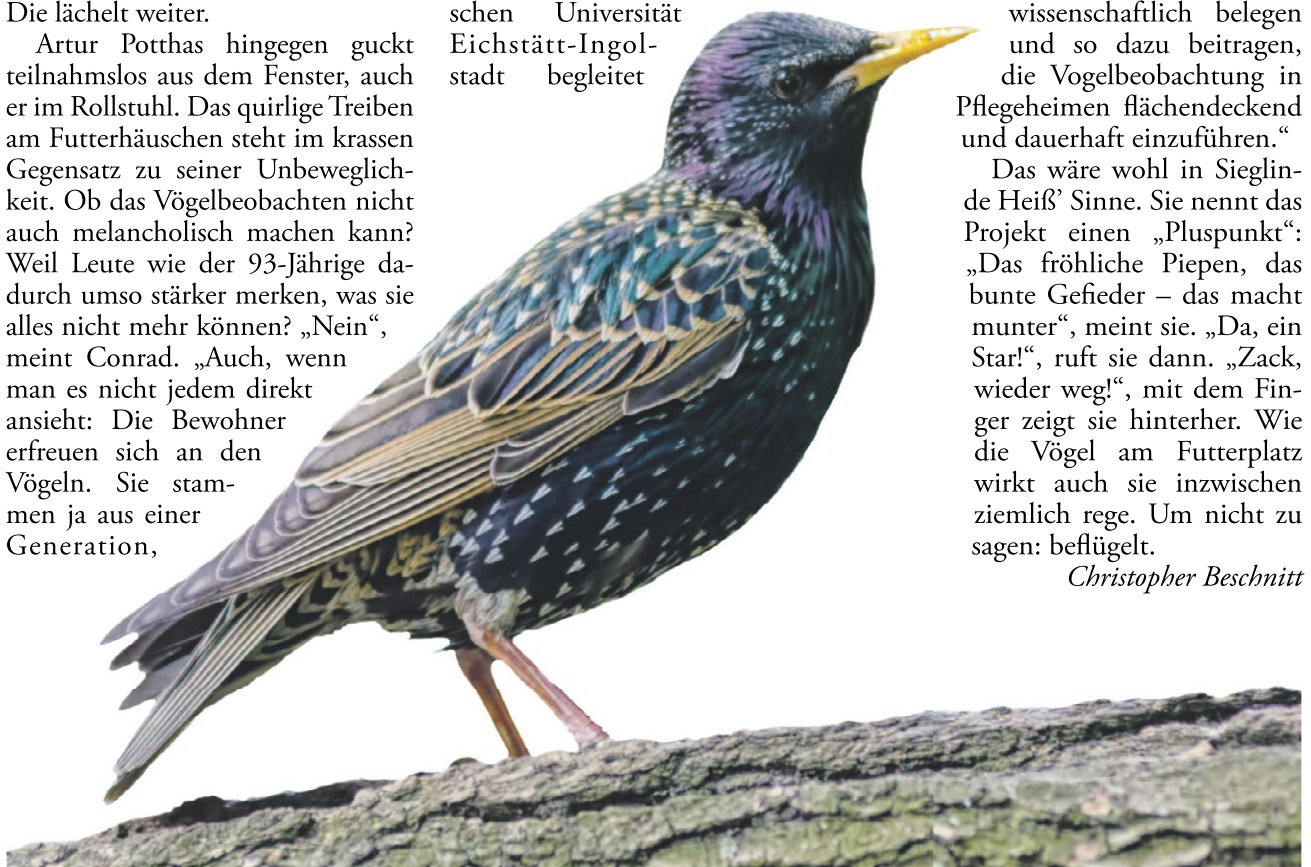 Die lächelt weiter.
Artur Potthas hingegen guckt
teilnahmslos aus dem Fenster, auch
er im Rollstuhl. Das quirlige Treiben
am Futterhäuschen steht im krassen
Gegensatz zu seiner Unbeweglich-
keit. Ob das Vögelbeobachten nicht
auch melancholisch machen kann?
Weil Leute wie der 93-Jährige da-
durch umso stärker merken, was sie
alles nicht mehr können? „Nein“,
meint Conrad. „Auch, wenn
man es nicht jedem direkt
ansieht: Die Bewohner
erfreuen sich an den
Vögeln. Sie stam-
men ja aus einer
Generation,
schen Universität
Eichstätt-Ingol-
stadt begleitet
wissenschaftlich belegen
und so dazu beitragen,
die Vogelbeobachtung in
Pflegeheimen flächendeckend
und dauerhaft einzuführen.“
Das wäre wohl in Sieglin-
de Heiß’ Sinne. Sie nennt das
Projekt einen „Pluspunkt“:
„Das fröhliche Piepen, das
bunte Gefieder – das macht
munter“, meint sie. „Da, ein
Star!“, ruft sie dann. „Zack,
wieder weg!“, mit dem Fin-
ger zeigt sie hinterher. Wie
die Vögel am Futterplatz
wirkt auch sie inzwischen
ziemlich rege. Um nicht zu
sagen: beflügelt.
Christopher Beschnitt